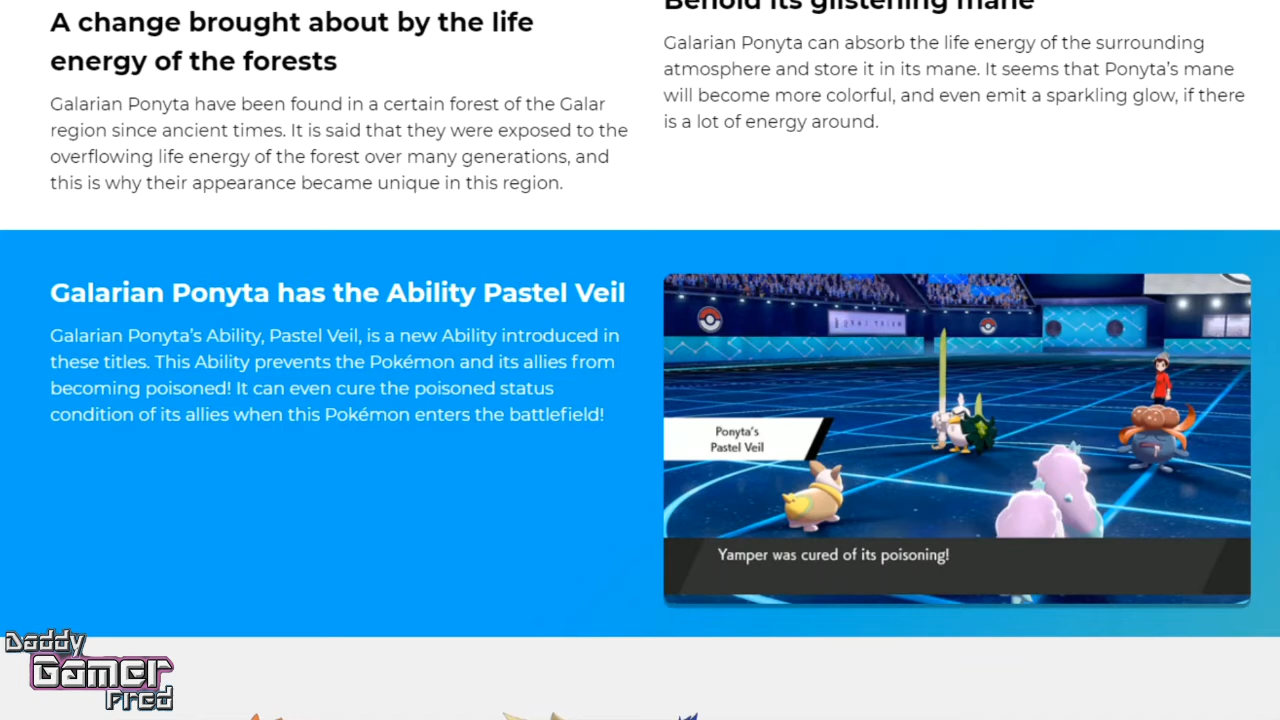 A change brought about by the life
energy of the forests
Galarian Ponyta have been found in a certain forest of the Galar
region since ancient times. It is said that they were exposed to the
overflowing life energy of the forest over many generations, and
this is why their appearance became unique in this region.
Behold its glistening mane
Galarian Ponyta can absorb the life energy of the surrounding
atmosphere and store it in its mane. It seems that Ponyta’s mane
will become more colorful, and even emit a sparkling glow, if there
is a lot of energy around.
Galarian Ponyta has the Ability Pastel Veil
Galarian Ponyta’s Ability, Pastel Veil, is a new Ability introduced in
these titles. This Ability prevents the Pokémon and its allies from
becoming poisoned! It can even cure the poisoned status
condition of its allies when this Pokémon enters the battlefield!
Ponyta's
Pastel Veil
Yamper was cured of its poisoning!
Daddy
Gamer
Fred